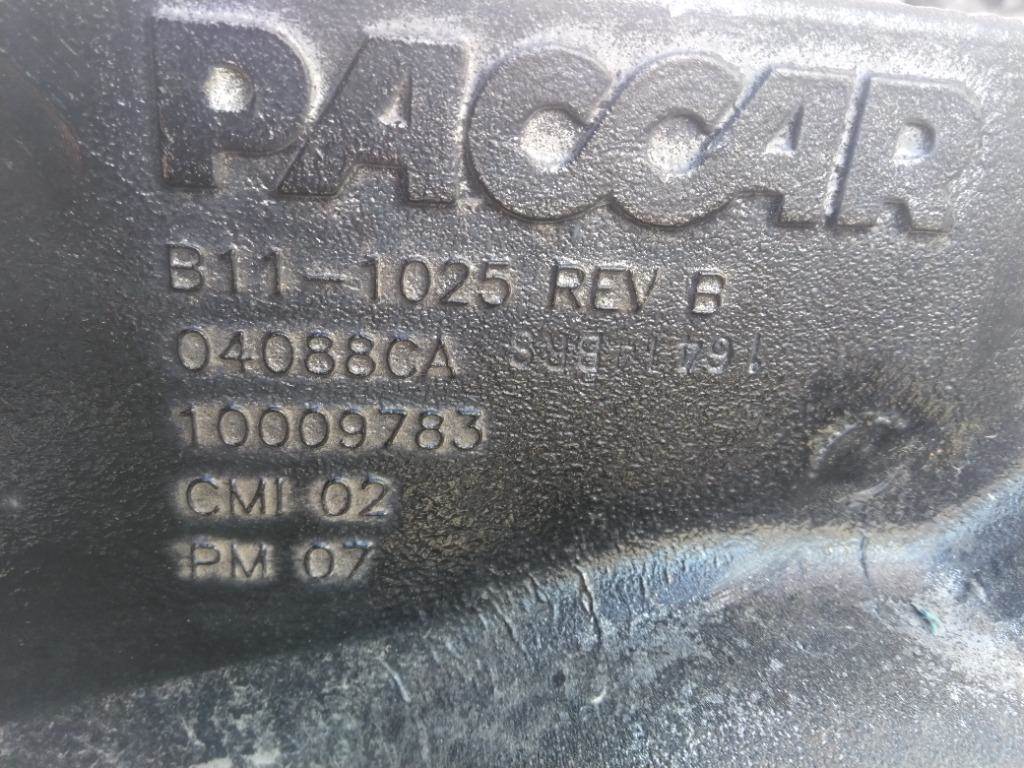 PACCAR
B11-1025 REV B
04088CA
10009783
CMI 02
PM 07